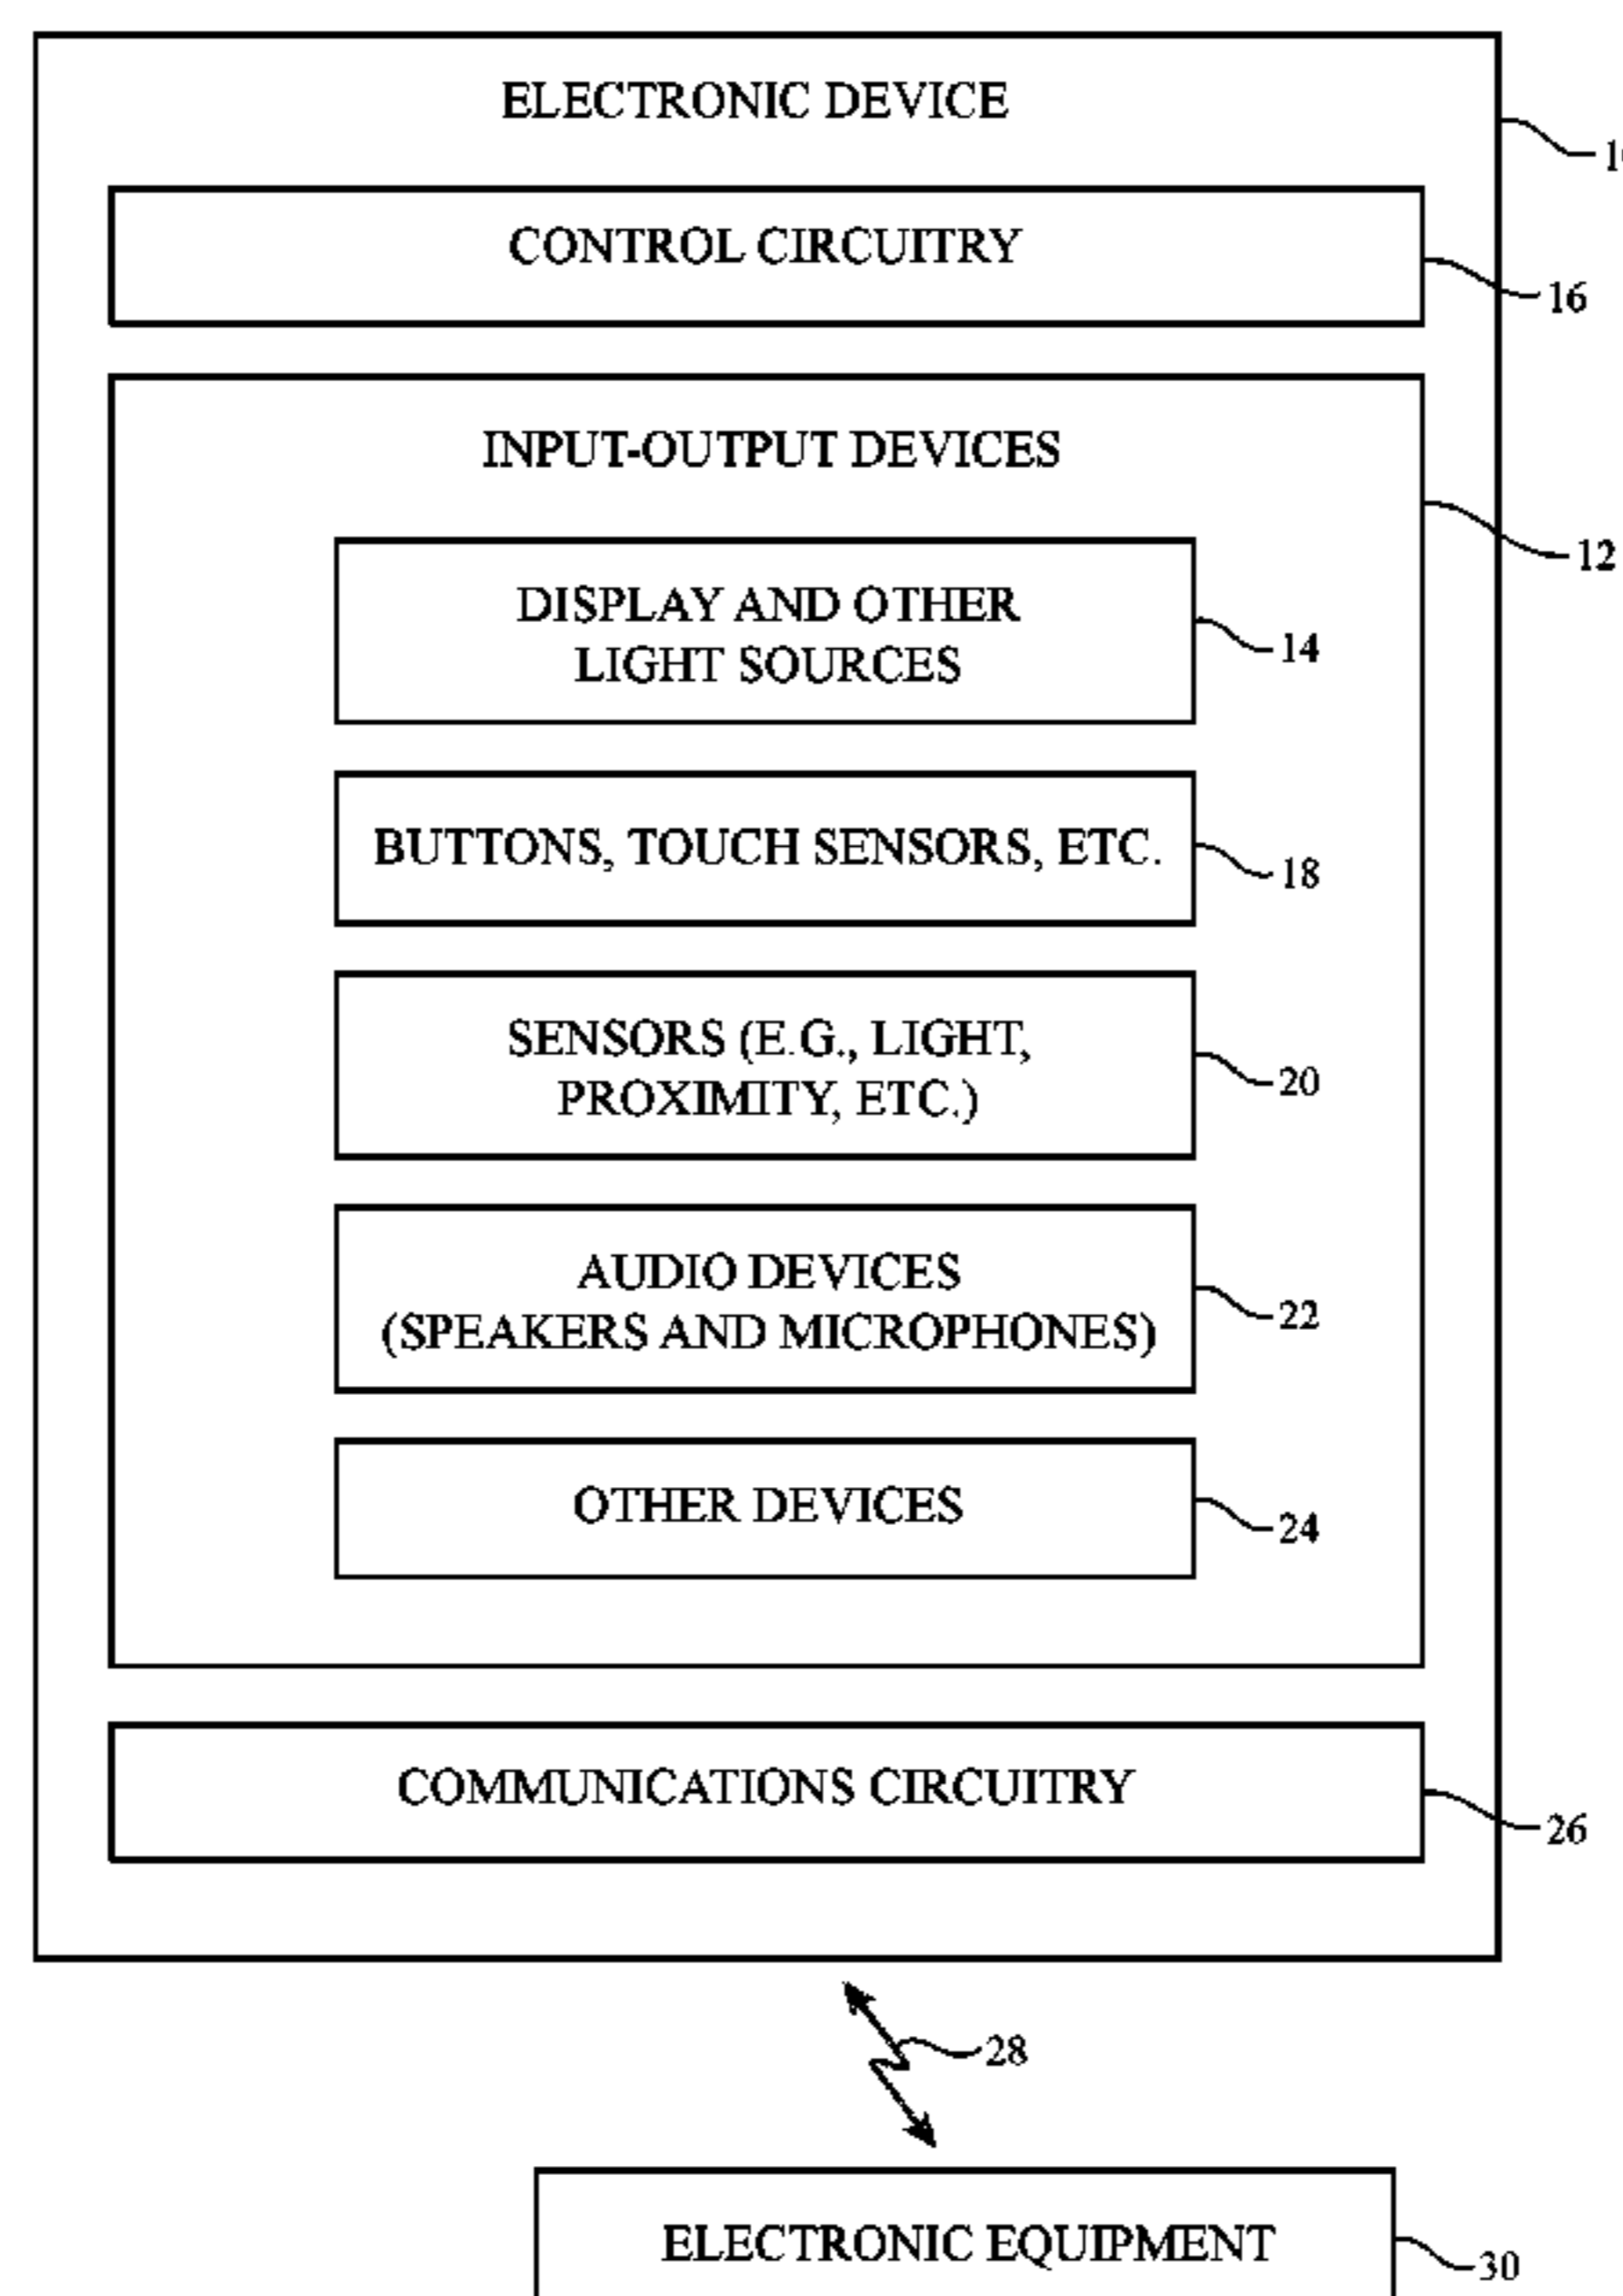 ELECTRONIC DEVICE
CONTROL CIRCUITRY
16
INPUT-OUTPUT DEVICES
12
DISPLAY AND OTHER
LIGHT SOURCES
14
BUTTONS, TOUCH SENSORS, ETC.
18
SENSORS (E.G., LIGHT,
PROXIMITY, ETC.)
20
AUDIO DEVICES
(SPEAKERS AND MICROPHONES)
22
OTHER DEVICES
24
COMMUNICATIONS CIRCUITRY
26
28
ELECTRONIC EQUIPMENT
30